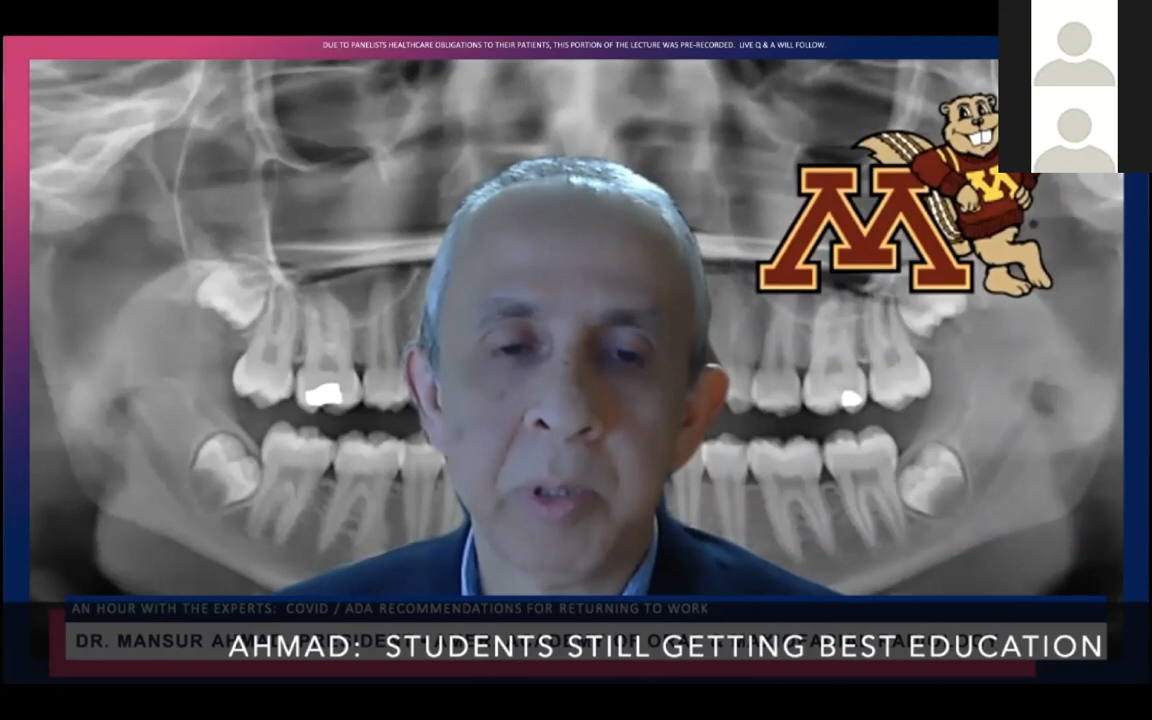 DUE TO PANELISTS HEALTHCARE OBLIGATIONS TO THEIR PATIENTS, THIS PORTION OF THE LECTURE WAS PRE-RECORDED. LIVE Q & A WILL FOLLOW.
M
M
AN HOUR WITH THE EXPERTS: COVID / ADA RECOMMENDATIONS FOR RETURNING TO WORK
DR. MANSUR AHMAD, PRESIDENT
AHMAD: STUDENTS STILL GETTING BEST EDUCATION